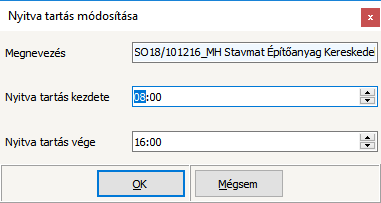 Nyitva tartás módosítása
x
Megnevezés SO18/101216_MH Stavmat Építőanyag Kereskede
Nyitva tartás kezdete 08:00
Nyitva tartás vége 16:00
OK Mégsem